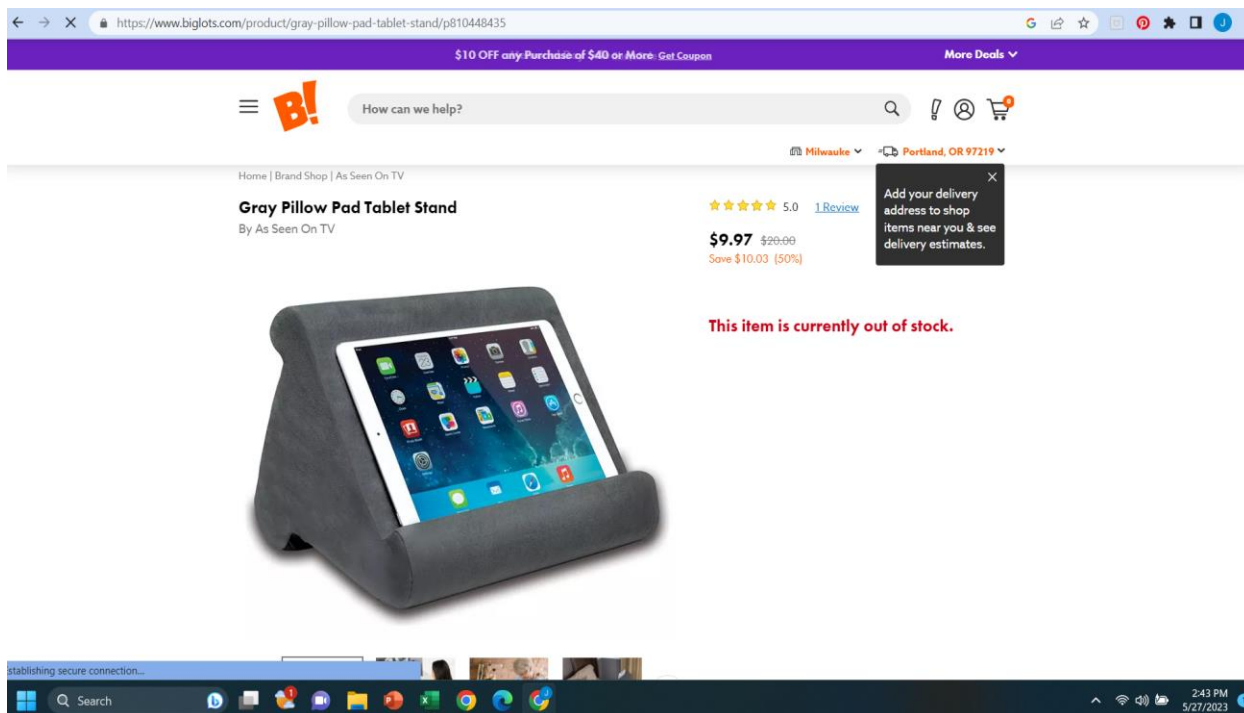 https://www.biglots.com/product/gray-pillow-pad-tablet-stand/p810448435
G
J
$10 OFF any Purchase of $40 or More Get Coupon
More Deals
B!
How can we help?
0
Milwauke
Portland, OR 97219
Home | Brand Shop | As Seen On TV
Add your delivery
address to shop
items near you & see
delivery estimates.
Gray Pillow Pad Tablet Stand
By As Seen On TV
5.0 1 Review
$9.97 $20.00
Save $10.03 (50%)
This item is currently out of stock.
Establishing secure connection...
Search
2:43 PM
5/27/2023